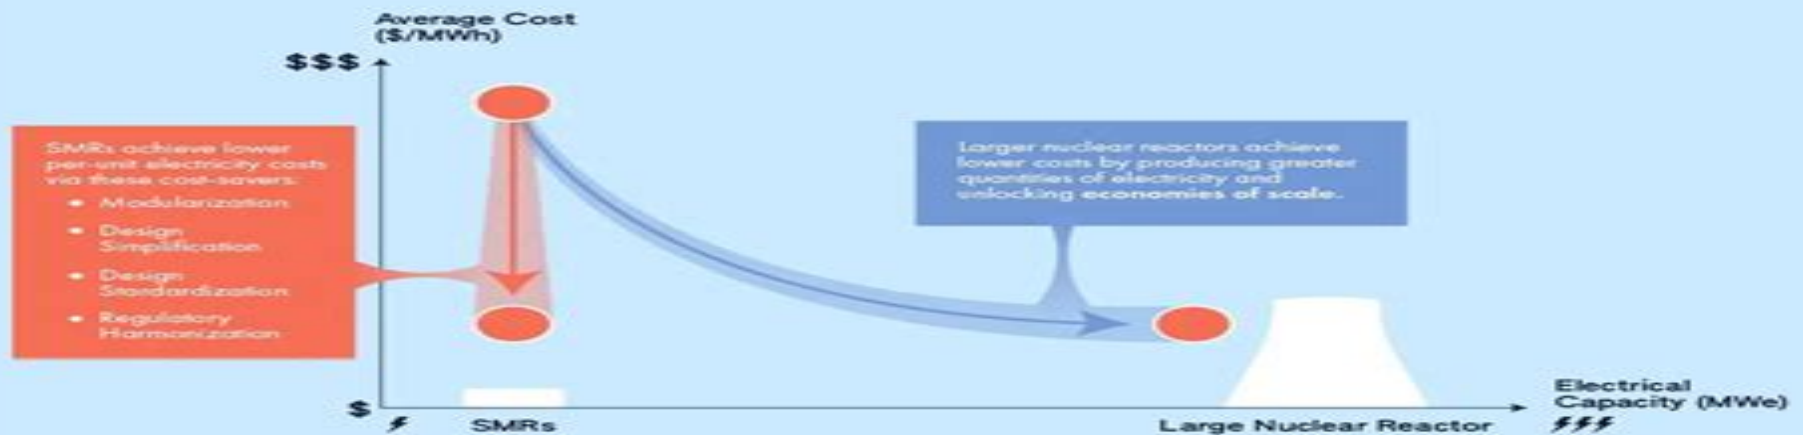 Average Cost
($/MWh)
$$$
SMRs achieve lower
per-unit electricity costs
via these cost-savers:
• Modularization
• Design
Simplification
• Design
Standardization
• Regulatory
Harmonization
Larger nuclear reactors achieve
lower costs by producing greater
quantities of electricity and
unlocking economies of scale.
$
SMRs
Large Nuclear Reactor
Electrical
Capacity (MWe)